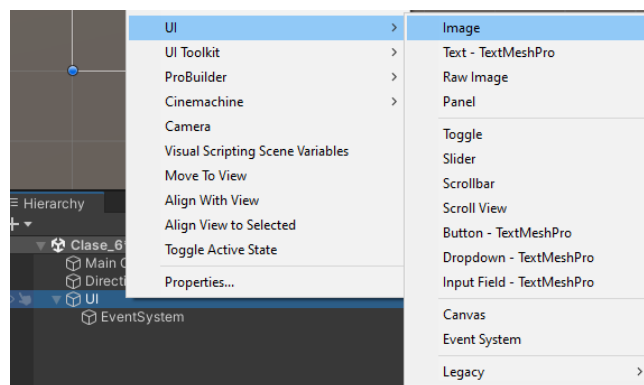 UI
UI Toolkit
ProBuilder
Cinemachine
Camera
Visual Scripting Scene Variables
Move To View
Align With View
Align View to Selected
Toggle Active State
Properties...
Image
Text - TextMeshPro
Raw Image
Panel
Toggle
Slider
Scrollbar
Scroll View
Button - TextMeshPro
Dropdown - TextMeshPro
Input Field - TextMeshPro
Canvas
Event System
Legacy
Hierarchy
Clase_6
Main
Directi
UI
EventSystem